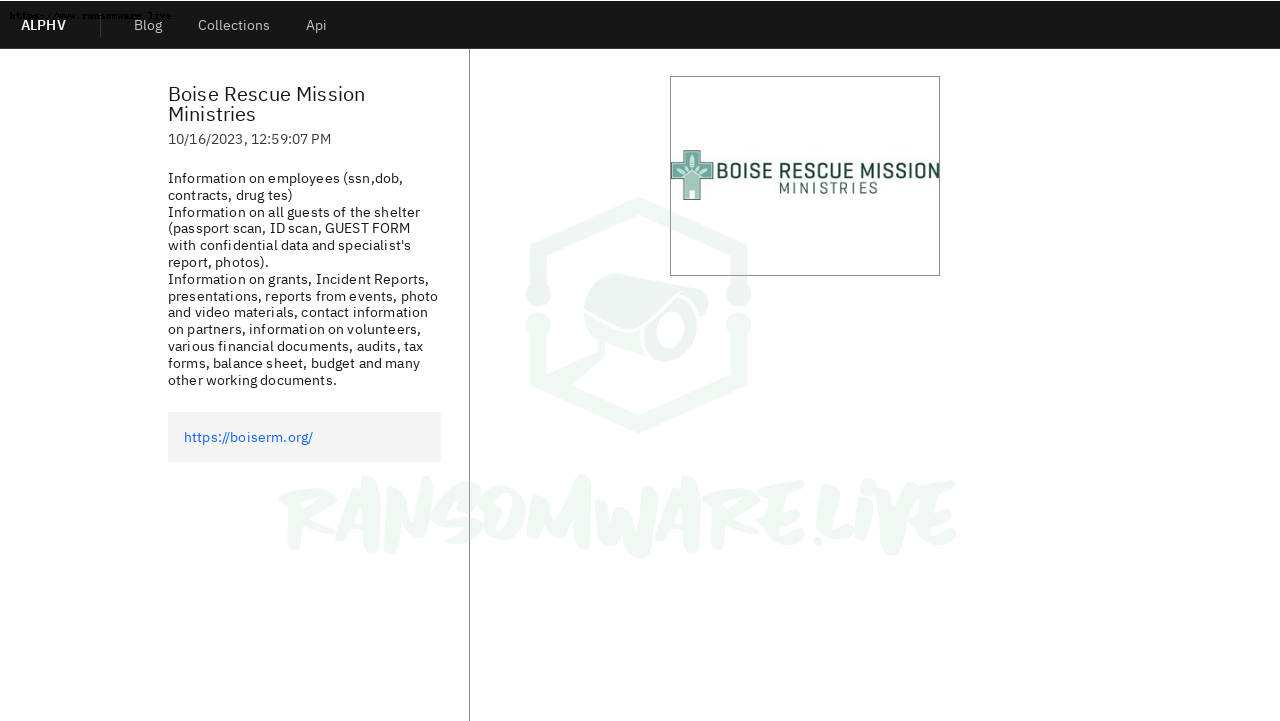 https://www.ransomware.live
ALPHV
Blog
Collections
Api
Boise Rescue Mission
Ministries
10/16/2023, 12:59:07 PM
Information on employees (ssn,dob,
contracts, drug tes)
Information on all guests of the shelter
(passport scan, ID scan, GUEST FORM
with confidential data and specialist's
report, photos).
Information on grants, Incident Reports,
presentations, reports from events, photo
and video materials, contact information
on partners, information on volunteers,
various financial documents, audits, tax
forms, balance sheet, budget and many
other working documents.
https://boiserm.org/
BOISE RESCUE MISSION
MINISTRIES
RANSOMWARE.LIVE